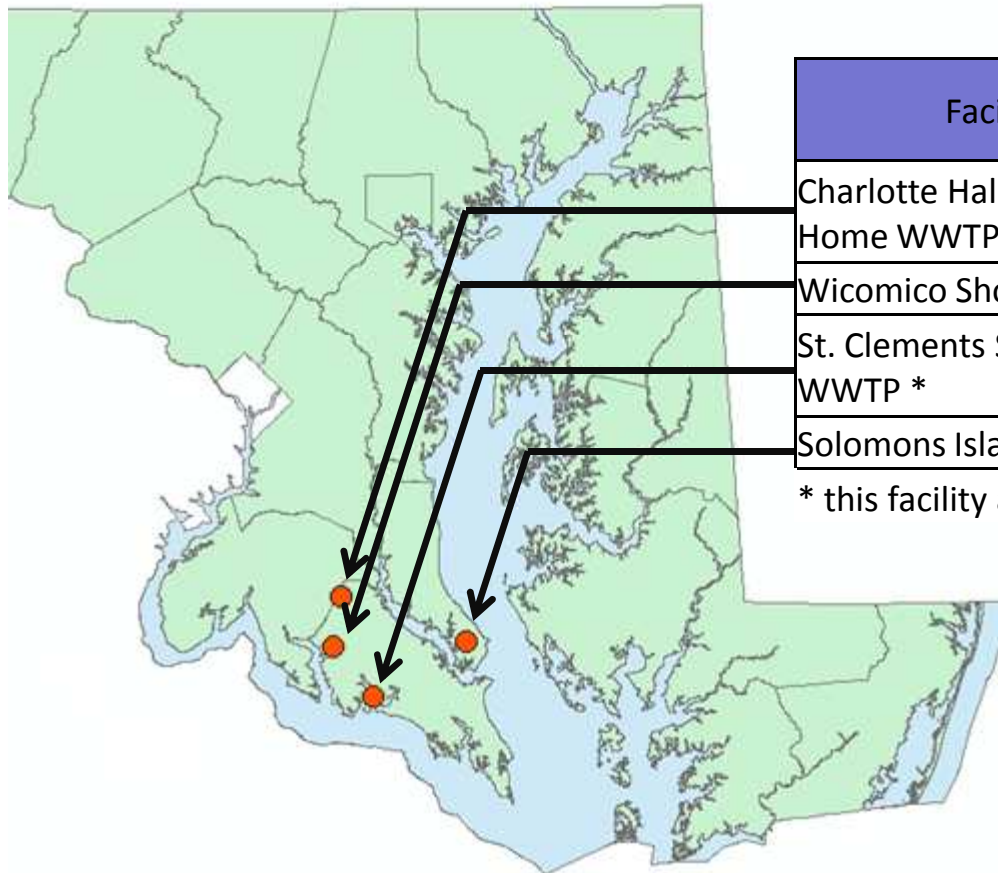 Faci
Charlotte Hal
Home WWTP
Wicomico Sho
St. Clements S
WWTP *
Solomons Isla
* this facility